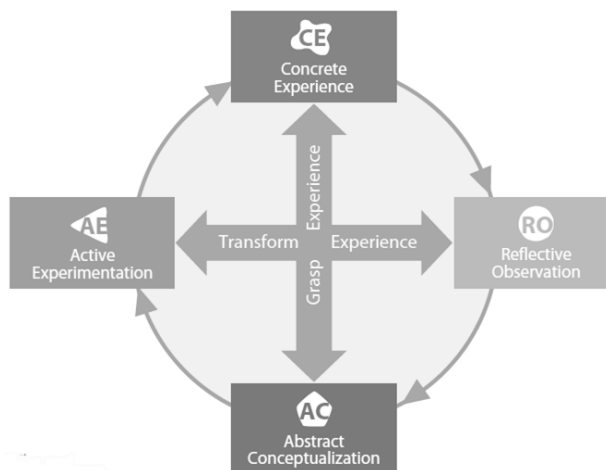 CE
Concrete
Experience
AE
Active
Experimentation
Transform Experience
Grasp Experience
RO
Reflective
Observation
AC
Abstract
Conceptualization